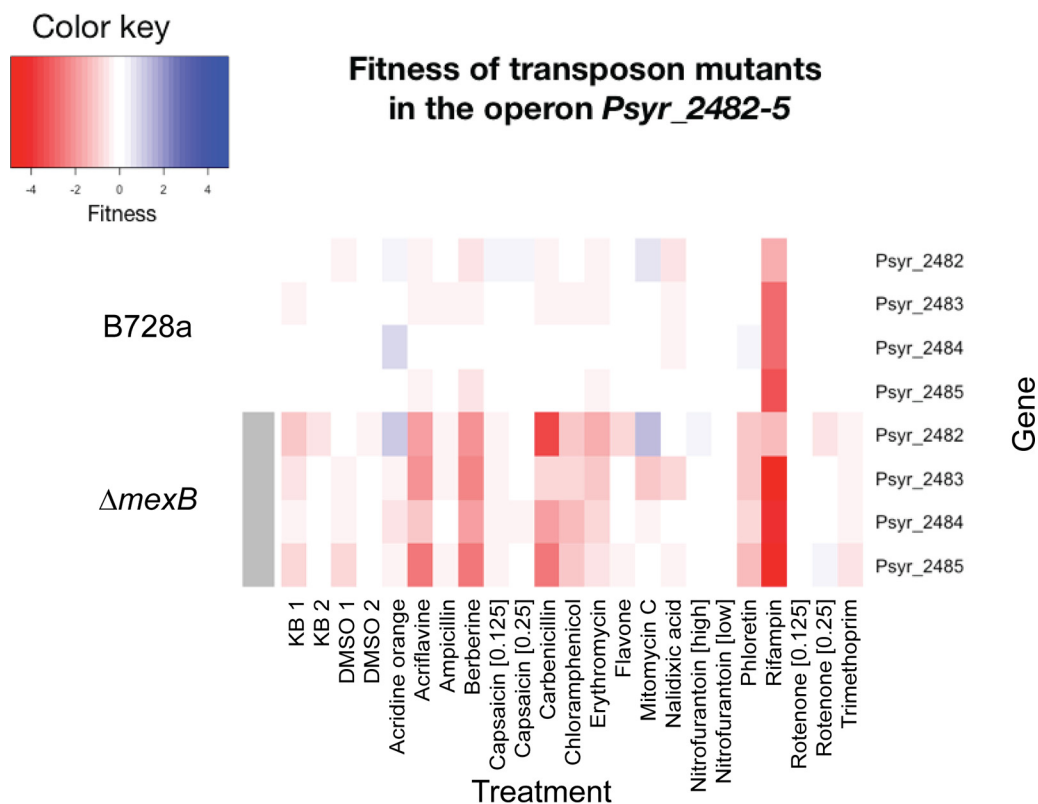 Color key
-4 -2 0 2 4
Fitness
Fitness of transposon mutants
in the operon Psyr_2482-5
B728a
ΔmexB
Psyr_2482
Psyr_2483
Psyr_2484
Psyr_2485
Psyr_2482
Psyr_2483
Psyr_2484
Psyr_2485
Gene
KB 1
KB 2
DMSO 1
DMSO 2
Acridine orange
Acriflavine
Ampicillin
Berberine
Capsaicin [0.125]
Capsaicin [0.25]
Carbenicillin
Chloramphenicol
Erythromycin
Flavone
Mitomycin C
Nalidixic acid
Nitrofurantoin [high]
Nitrofurantoin [low]
Phloretin
Rifampin
Rotenone [0.125]
Rotenone [0.25]
Trimethoprim
Treatment